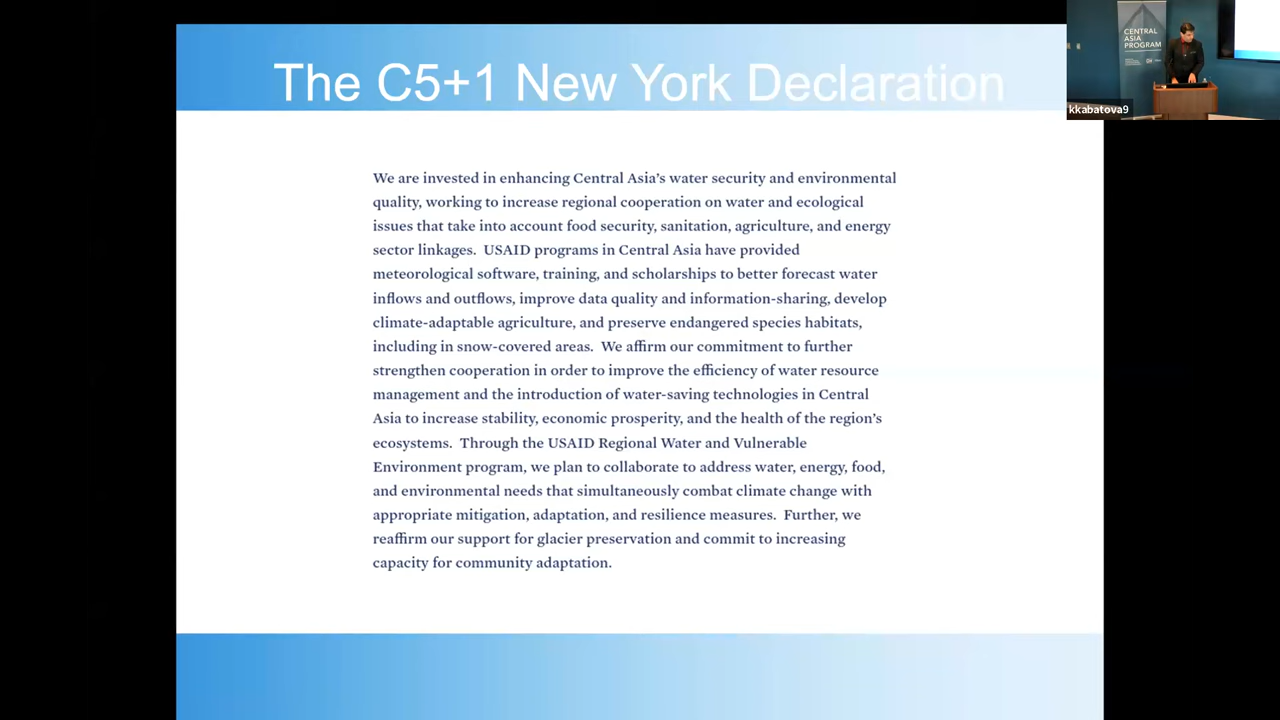 The C5+1 New York Declaration
We are invested in enhancing Central Asia's water security and environmental
quality, working to increase regional cooperation on water and ecological
issues that take into account food security, sanitation, agriculture, and energy
sector linkages.  USAID programs in Central Asia have provided
meteorological software, training, and scholarships to better forecast water
inflows and outflows, improve data quality and information-sharing, develop
climate-adaptable agriculture, and preserve endangered species habitats,
including in snow-covered areas.  We affirm our commitment to further
strengthen cooperation in order to improve the efficiency of water resource
management and the introduction of water-saving technologies in Central
Asia to increase stability, economic prosperity, and the health of the region's
ecosystems.  Through the USAID Regional Water and Vulnerable
Environment program, we plan to collaborate to address water, energy, food,
and environmental needs that simultaneously combat climate change with
appropriate mitigation, adaptation, and resilience measures.  Further, we
reaffirm our support for glacier preservation and commit to increasing
capacity for community adaptation.
CENTRAL
ASIA
PROGRAM
kkabatova9